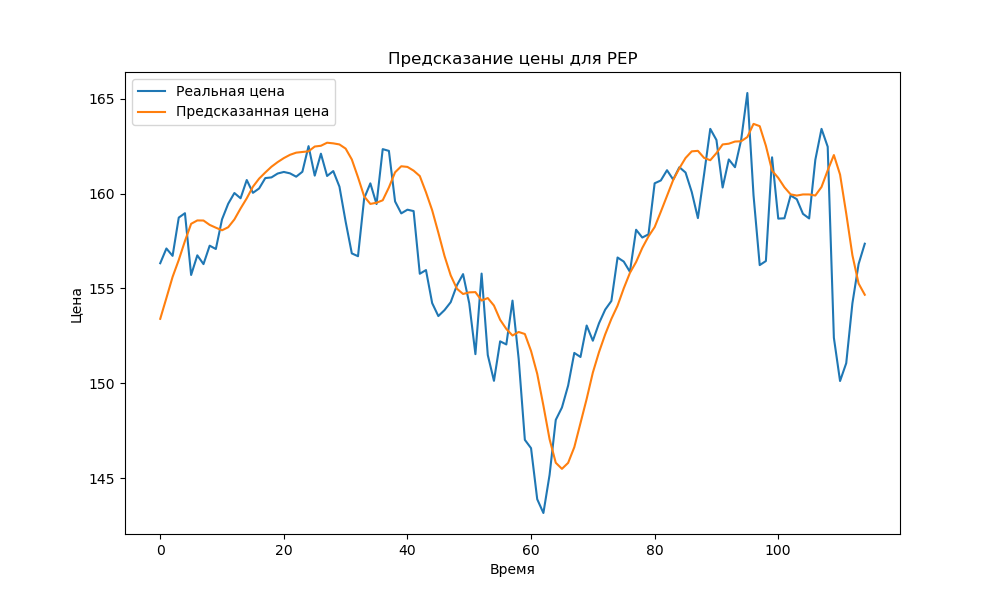 Предсказание цены для PEP
Реальная цена
Предсказанная цена
Цена
165
160
155
150
145
0 20 40 60 80 100
Время